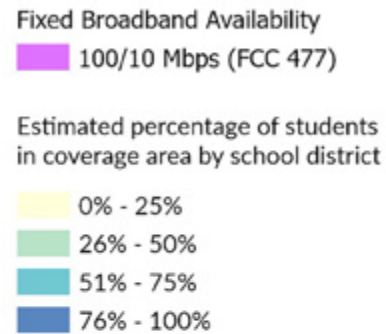 Fixed Broadband Availability
100/10 Mbps (FCC 477)
Estimated percentage of students
in coverage area by school district
0% - 25%
26% - 50%
51% - 75%
76% - 100%